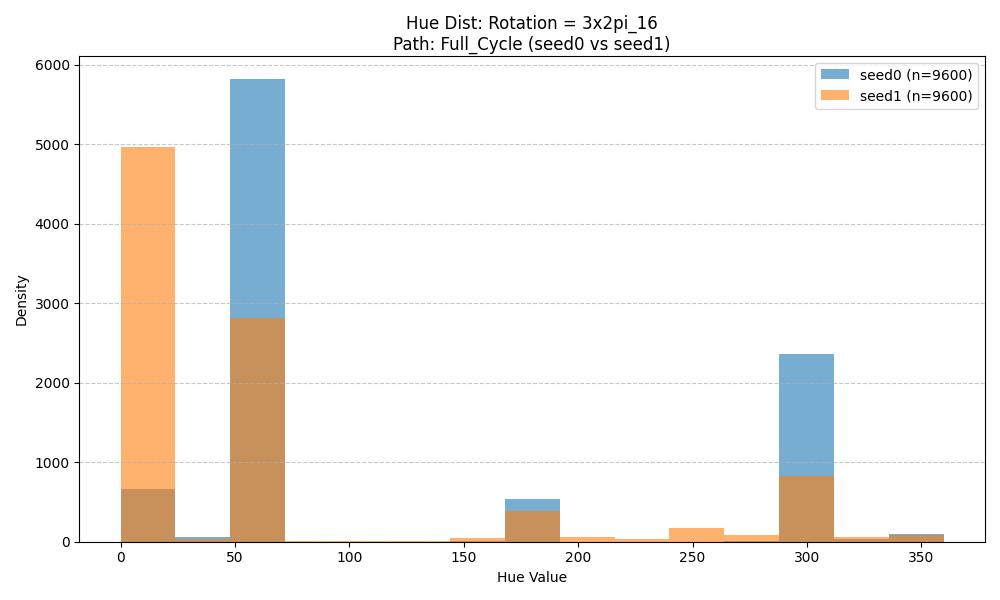 Hue Dist: Rotation = 3x2pi_16
Path: Full_Cycle (seed0 vs seed1)
seed0 (n=9600)
seed1 (n=9600)
Density
6000
5000
4000
3000
2000
1000
0
0 50 100 150 200 250 300 350
Hue Value